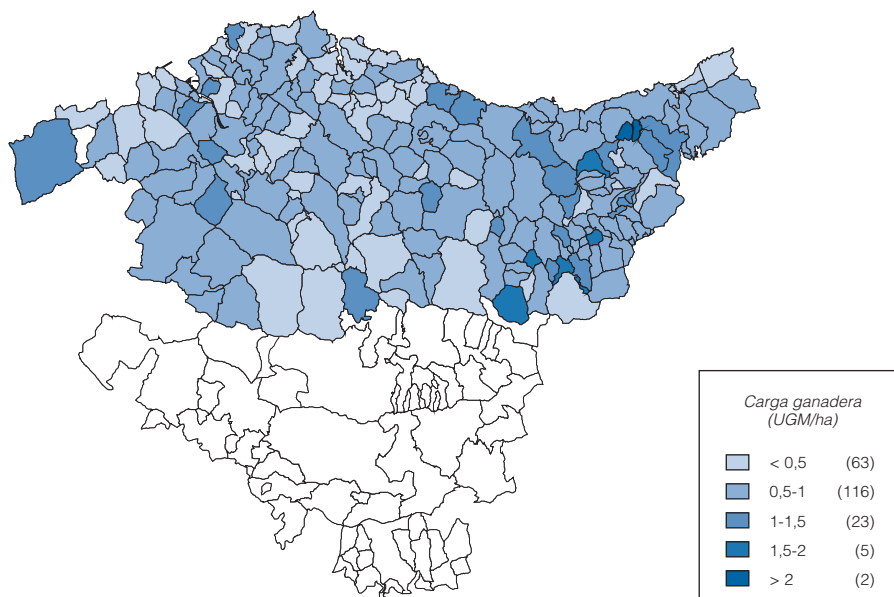 Carga ganadera
(UGM/ha)
< 0,5 (63)
0,5-1 (116)
1-1,5 (23)
1,5-2 (5)
> 2 (2)